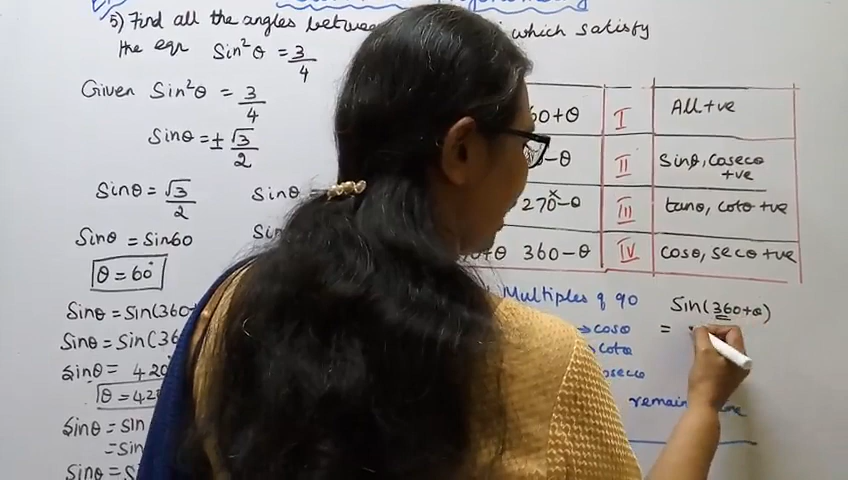 5) Find all the angles between which satisfy
the eqn Sin²θ = 3/4
Given Sin²θ = 3/4
Sinθ = ± √3/2
Sinθ = √3/2 Sinθ
Sinθ = Sin60 Sin
θ = 60°
Sinθ = Sin(360+
Sinθ = Sin(36
Sinθ = 420
θ = 42
Sinθ = Sin
= Sin
Sinθ = S
60+θ I All +ve
-θ II Sinθ, Cosecθ +ve
270-θ III tanθ, Cotθ +ve
+θ 360-θ IV Cosθ, Secθ +ve
Multiples of 90
→ Cosθ
Cotθ
osecθ
remain
Sin(360+θ)
=